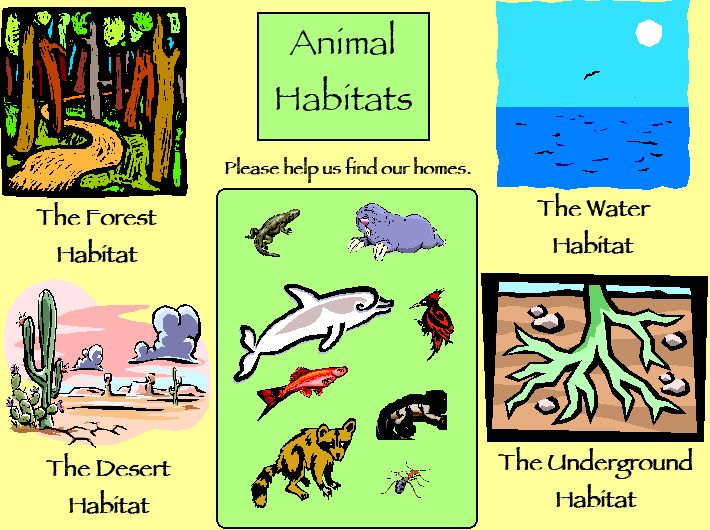 Animal
Habitats
Please help us find our homes.
The Forest
Habitat
The Water
Habitat
The Desert
Habitat
The Underground
Habitat